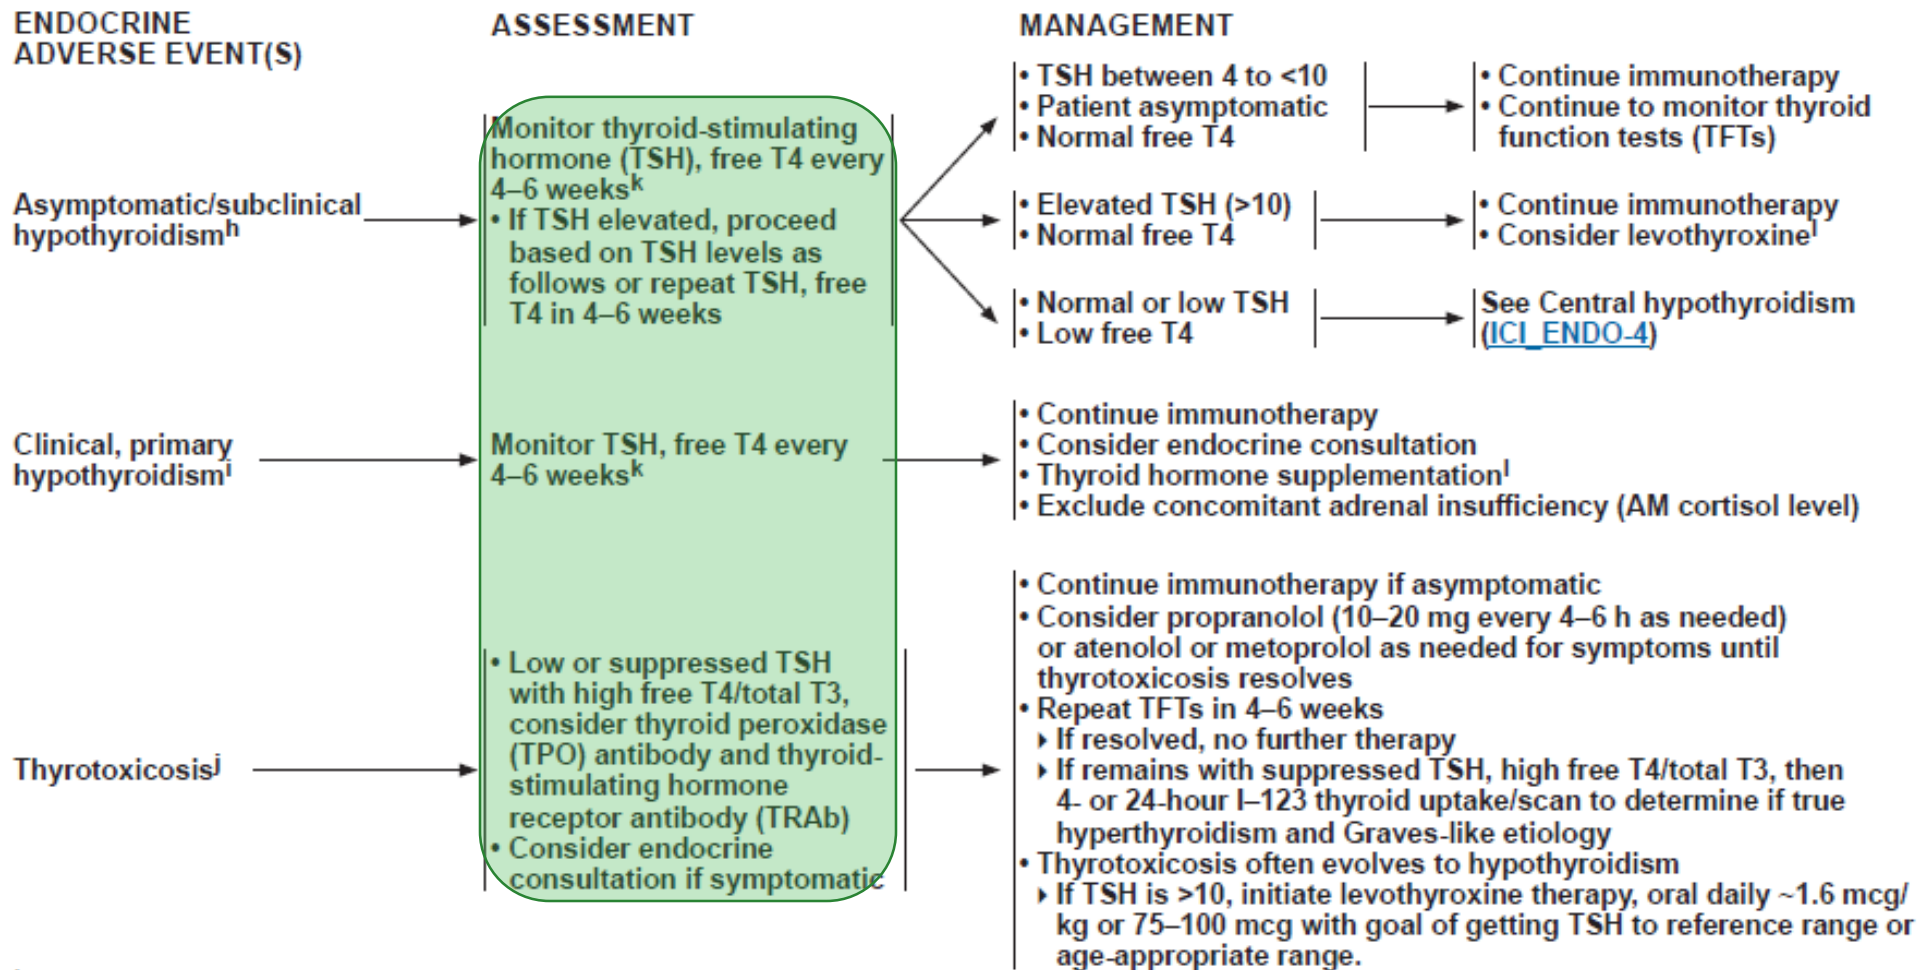 ENDOCRINE
ADVERSE EVENT(S)
ASSESSMENT
MANAGEMENT
Asymptomatic/subclinical
hypothyroidismʰ
Monitor thyroid-stimulating
hormone (TSH), free T4 every
4–6 weeksᵏ
• If TSH elevated, proceed
based on TSH levels as
follows or repeat TSH, free
T4 in 4–6 weeks
• TSH between 4 to <10
• Patient asymptomatic
• Normal free T4
• Continue immunotherapy
• Continue to monitor thyroid
function tests (TFTs)
• Elevated TSH (>10)
• Normal free T4
• Continue immunotherapy
• Consider levothyroxineˡ
• Normal or low TSH
• Low free T4
See Central hypothyroidism
(ICI_ENDO-4)
Clinical, primary
hypothyroidismⁱ
Monitor TSH, free T4 every
4–6 weeksᵏ
• Continue immunotherapy
• Consider endocrine consultation
• Thyroid hormone supplementationˡ
• Exclude concomitant adrenal insufficiency (AM cortisol level)
Thyrotoxicosisʲ
• Low or suppressed TSH
with high free T4/total T3,
consider thyroid peroxidase
(TPO) antibody and thyroid-
stimulating hormone
receptor antibody (TRAb)
• Consider endocrine
consultation if symptomatic
• Continue immunotherapy if asymptomatic
• Consider propranolol (10–20 mg every 4–6 h as needed)
or atenolol or metoprolol as needed for symptoms until
thyrotoxicosis resolves
• Repeat TFTs in 4–6 weeks
▸ If resolved, no further therapy
▸ If remains with suppressed TSH, high free T4/total T3, then
4- or 24-hour I–123 thyroid uptake/scan to determine if true
hyperthyroidism and Graves-like etiology
• Thyrotoxicosis often evolves to hypothyroidism
▸ If TSH is >10, initiate levothyroxine therapy, oral daily ~1.6 mcg/
kg or 75–100 mcg with goal of getting TSH to reference range or
age-appropriate range.